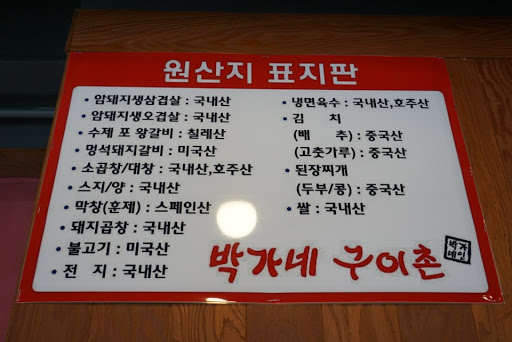 원산지 표지판
• 암돼지생삼겹살 : 국내산
• 암돼지생오겹살 : 국내산
• 수제 포 왕갈비 : 칠레산
• 멍석돼지갈비 : 미국산
• 소곱창/대창 : 국내산,호주산
• 스지/양 : 국내산
• 막창(훈제) : 스페인산
• 돼지곱창 : 국내산
• 불고기 : 미국산
• 전 지 : 국내산
• 냉면육수 : 국내산,호주산
• 김 치
(배 추) : 중국산
(고춧가루) : 중국산
• 된장찌개
(두부/콩) : 중국산
• 쌀 : 국내산
박가네 구이촌